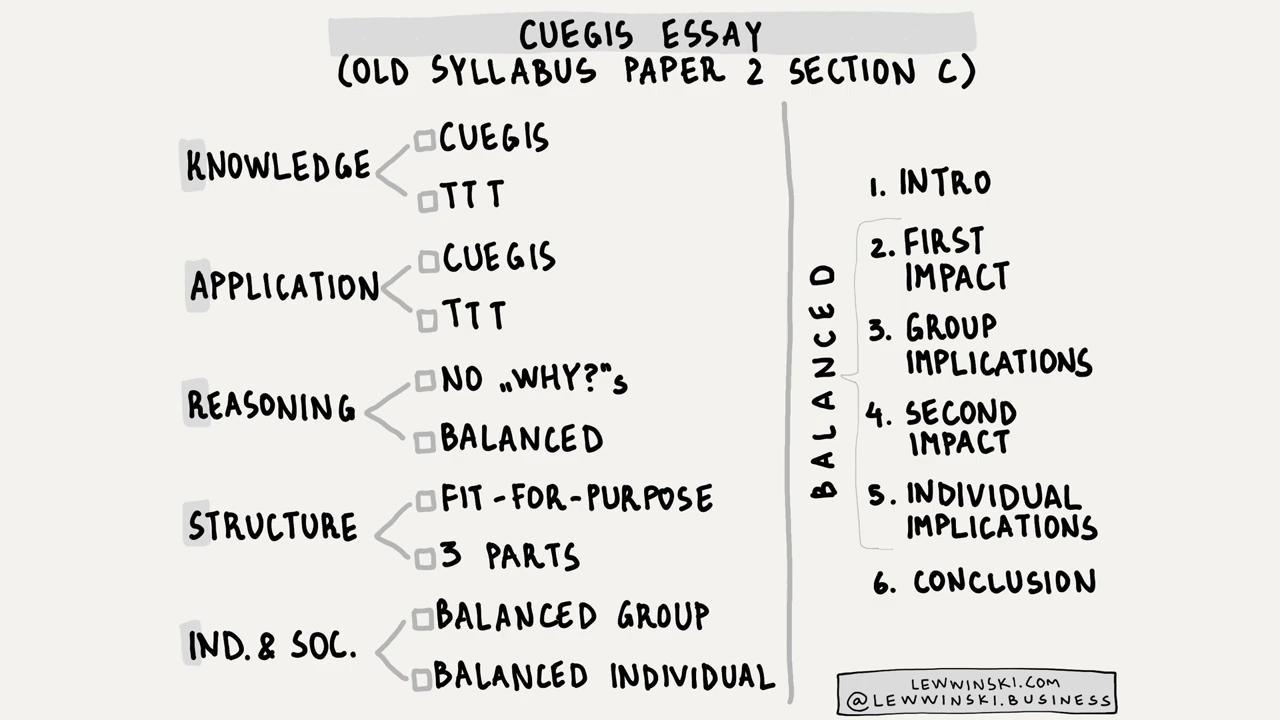 CUEGIS ESSAY
(OLD SYLLABUS PAPER 2 SECTION C)
KNOWLEDGE
CUEGIS
TTT
APPLICATION
CUEGIS
TTT
REASONING
NO „WHY?"s
BALANCED
STRUCTURE
FIT-FOR-PURPOSE
3 PARTS
IND. & SOC.
BALANCED GROUP
BALANCED INDIVIDUAL
BALANCED
1. INTRO
2. FIRST
IMPACT
3. GROUP
IMPLICATIONS
4. SECOND
IMPACT
5. INDIVIDUAL
IMPLICATIONS
6. CONCLUSION
LEWWINSKI.COM
@LEWWINSKI.BUSINESS